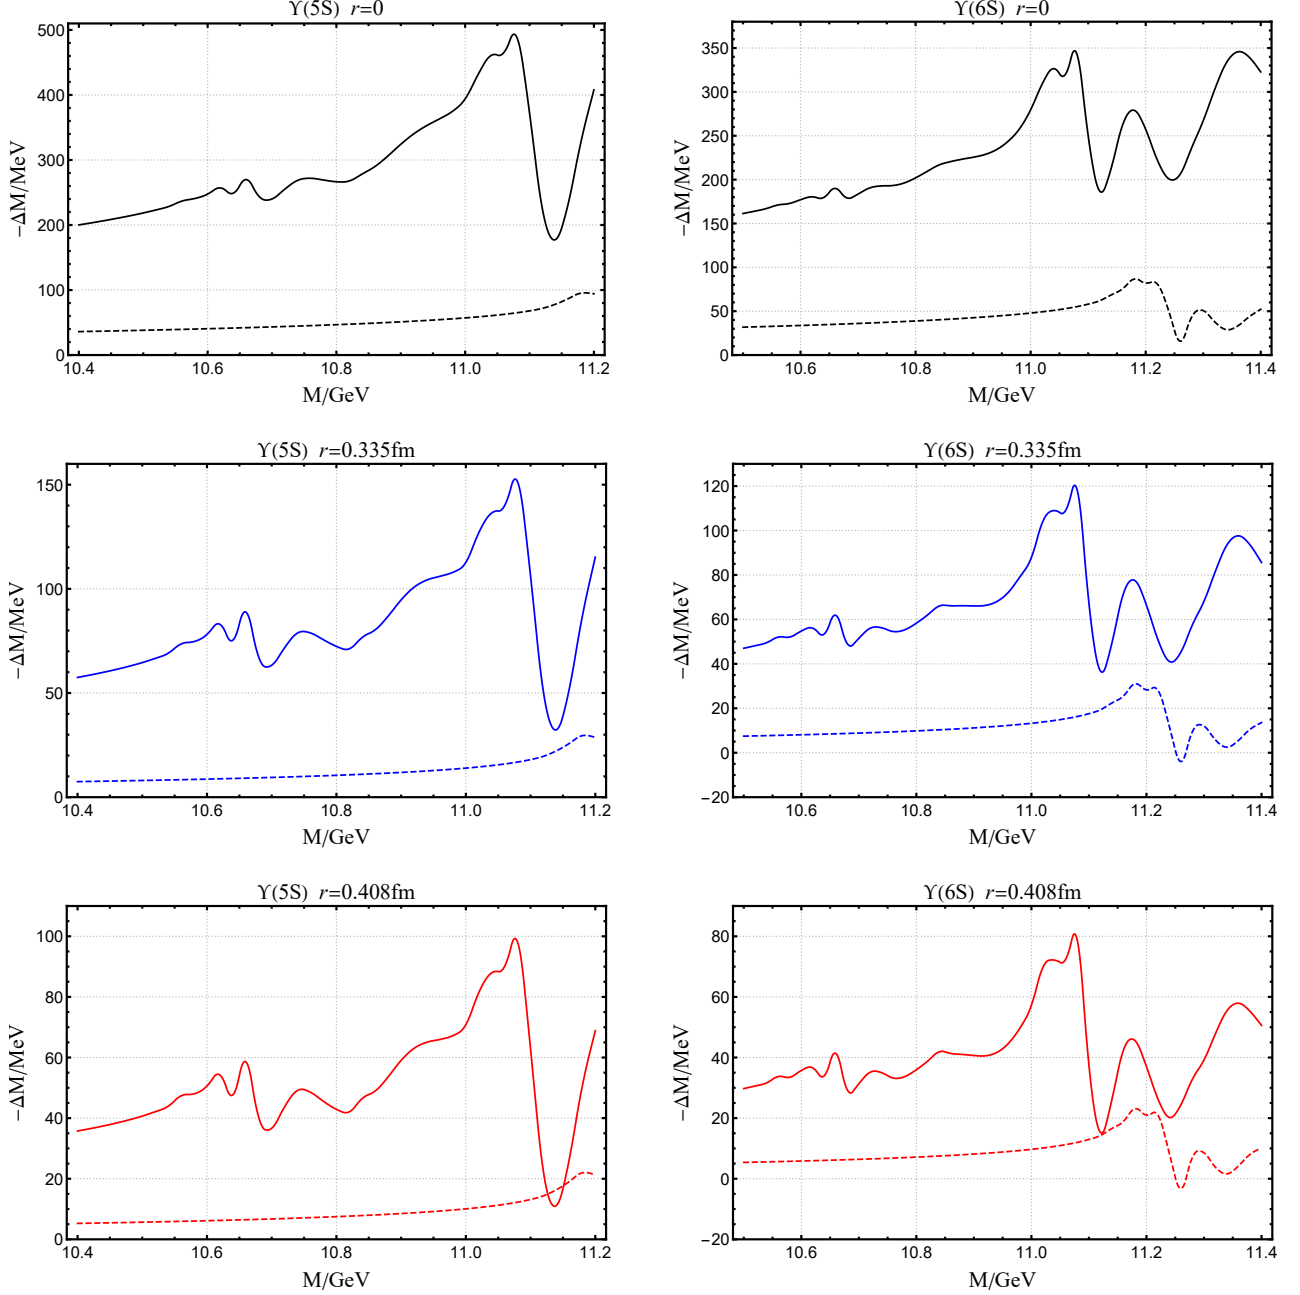 ϒ(5S) r=0
500
400
300
200
100
0
−ΔM/MeV
10.4 10.6 10.8 11.0 11.2
M/GeV
ϒ(6S) r=0
350
300
250
200
150
100
50
0
−ΔM/MeV
10.6 10.8 11.0 11.2 11.4
M/GeV
ϒ(5S) r=0.335fm
150
100
50
0
−ΔM/MeV
10.4 10.6 10.8 11.0 11.2
M/GeV
ϒ(6S) r=0.335fm
120
100
80
60
40
20
0
−20
−ΔM/MeV
10.6 10.8 11.0 11.2 11.4
M/GeV
ϒ(5S) r=0.408fm
100
80
60
40
20
0
−ΔM/MeV
10.4 10.6 10.8 11.0 11.2
M/GeV
ϒ(6S) r=0.408fm
80
60
40
20
0
−20
−ΔM/MeV
10.6 10.8 11.0 11.2 11.4
M/GeV